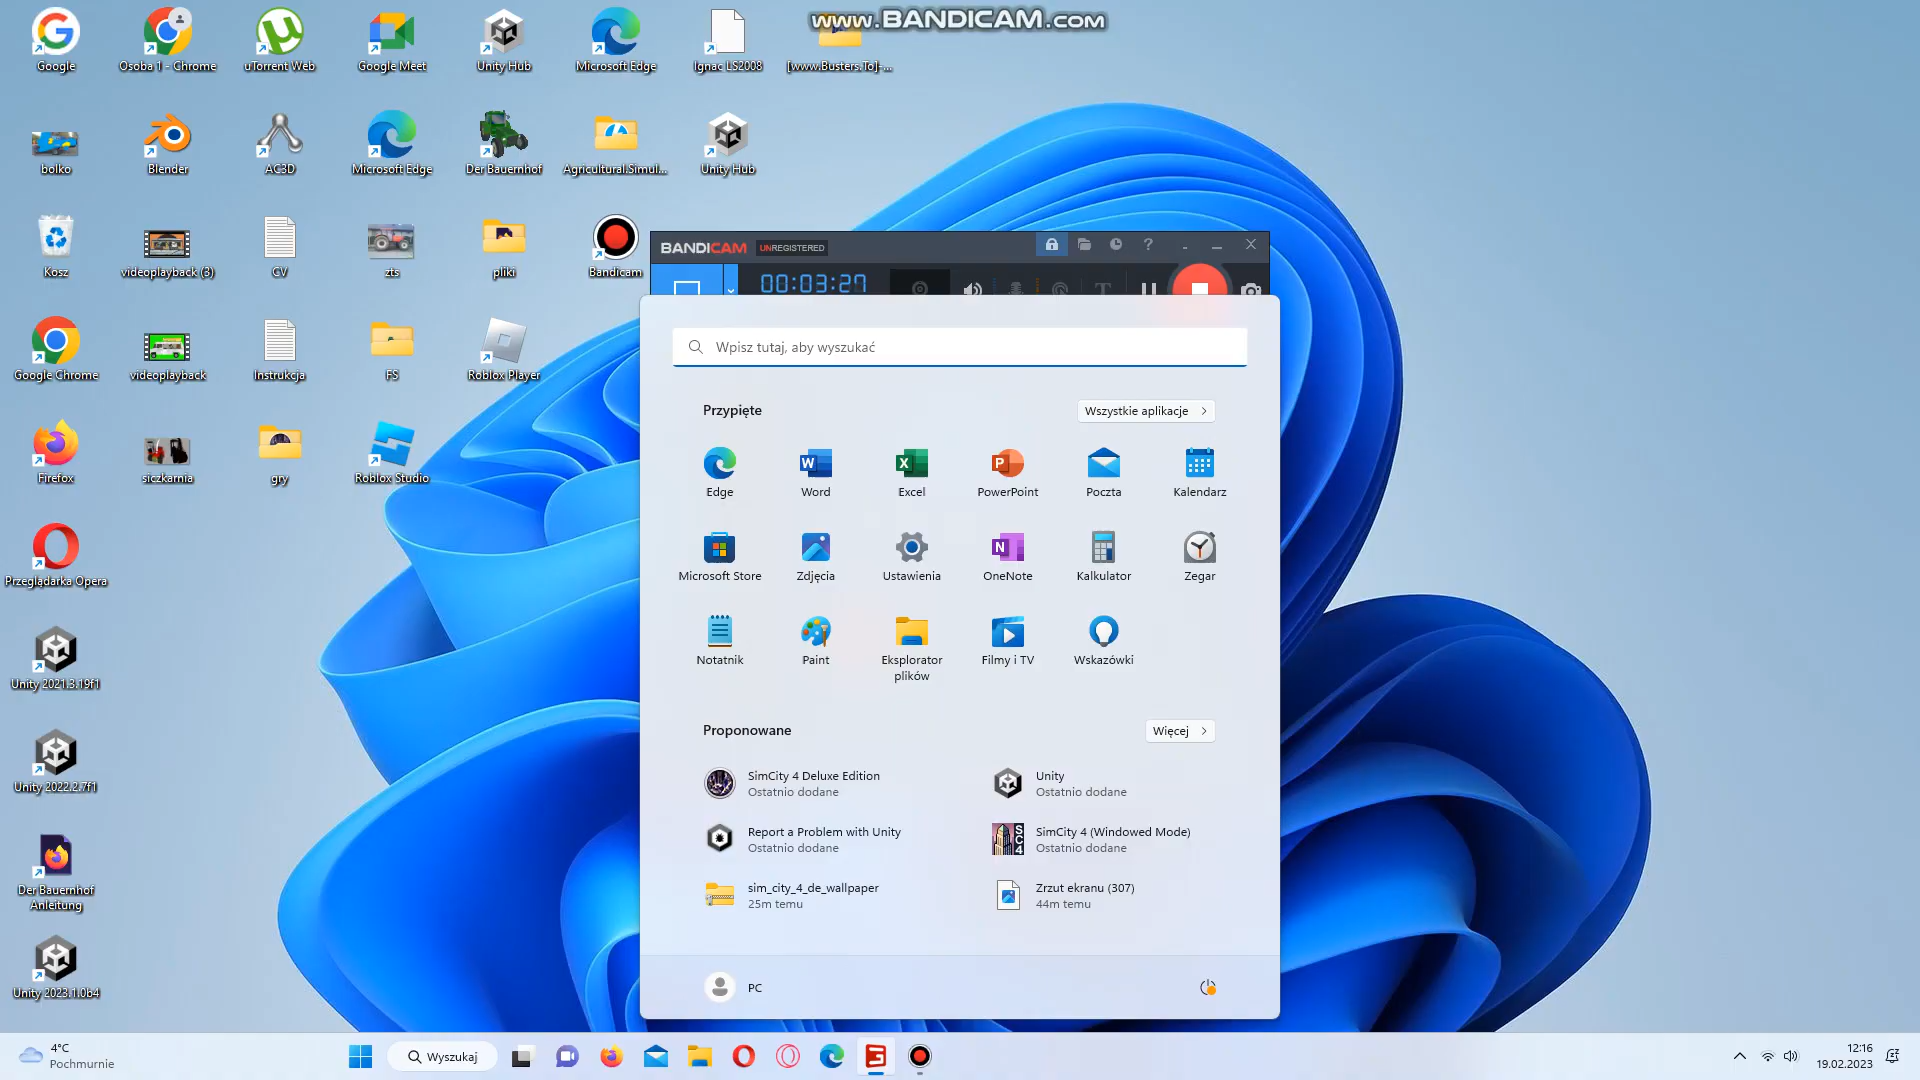 www.BANDICAM.com
Google
Osoba 1 - Chrome
uTorrent Web
Google Meet
Unity Hub
Microsoft Edge
Ignac LS2008
[www.Busters.To]-...
bolko
Blender
AC3D
Microsoft Edge
Der Bauernhof
Agricultural.Simul...
Unity Hub
Kosz
videoplayback (3)
CV
zts
pliki
Bandicam
BANDICAM UNREGISTERED
00:03:27
Google Chrome
videoplayback
Instrukcja
FS
Roblox Player
Wpisz tutaj, aby wyszukać
Firefox
siczkarnia
gry
Roblox Studio
Przypięte
Wszystkie aplikacje
Edge
Word
Excel
PowerPoint
Poczta
Kalendarz
Przeglądarka Opera
Microsoft Store
Zdjęcia
Ustawienia
OneNote
Kalkulator
Zegar
Unity 2021.3.19f1
Notatnik
Paint
Eksplorator
plików
Filmy i TV
Wskazówki
Unity 2022.2.7f1
Proponowane
Więcej
SimCity 4 Deluxe Edition
Ostatnio dodane
Unity
Ostatnio dodane
Report a Problem with Unity
Ostatnio dodane
SC4
SimCity 4 (Windowed Mode)
Ostatnio dodane
sim_city_4_de_wallpaper
25m temu
Zrzut ekranu (307)
44m temu
Der Bauernhof
Anleitung
Unity 2023.1.0b4
PC
4°C
Pochmurnie
Wyszukaj
12:16
19.02.2023